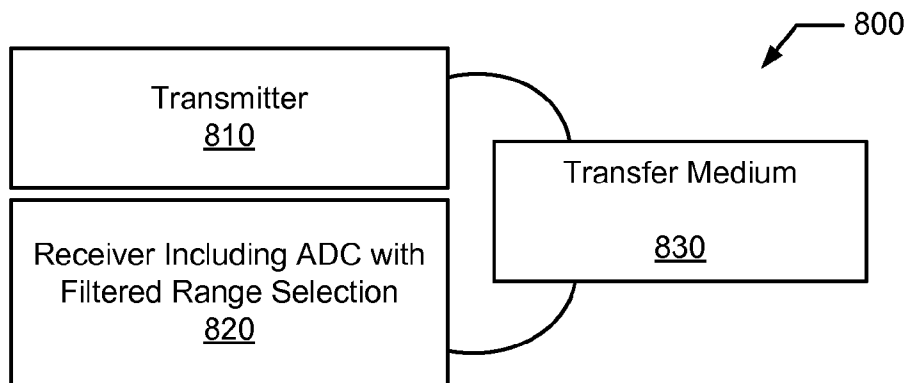 800
Transmitter
810
Transfer Medium
830
Receiver Including ADC with
Filtered Range Selection
820